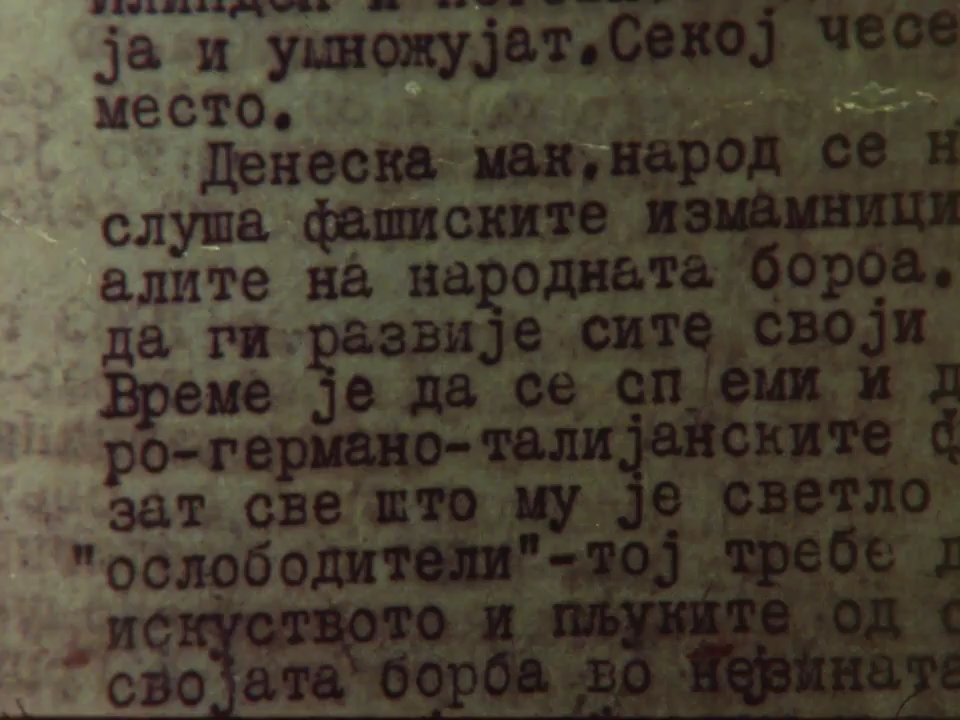 илинден и
ја и умножујат. Секој чесе
место.
Денеска мак. народ се н
слуша фашиските измамници
алите на народната бороа.
да ги развије сите своји
Време је да се сп еми и д
ро-германо-талијанските ф
зат све што му је светло
"ослободители"-тој требе д
искуството и пљуките од с
својата борба во нејзината